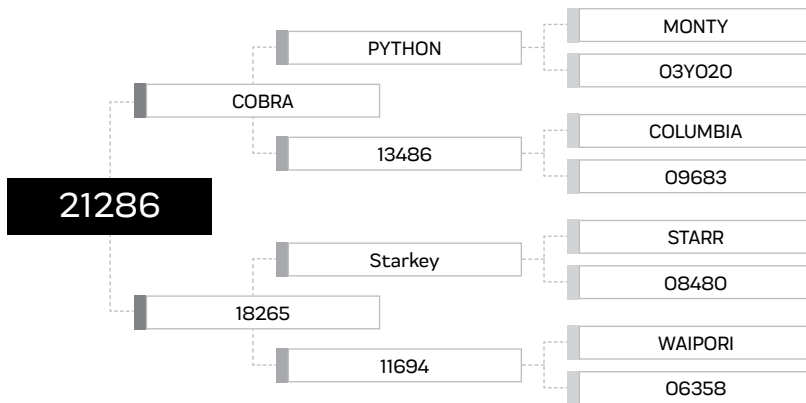 MONTY
PYTHON
03Y020
COBRA
COLUMBIA
13486
09683
21286
STARR
Starkey
08480
18265
WAIPORI
11694
06358